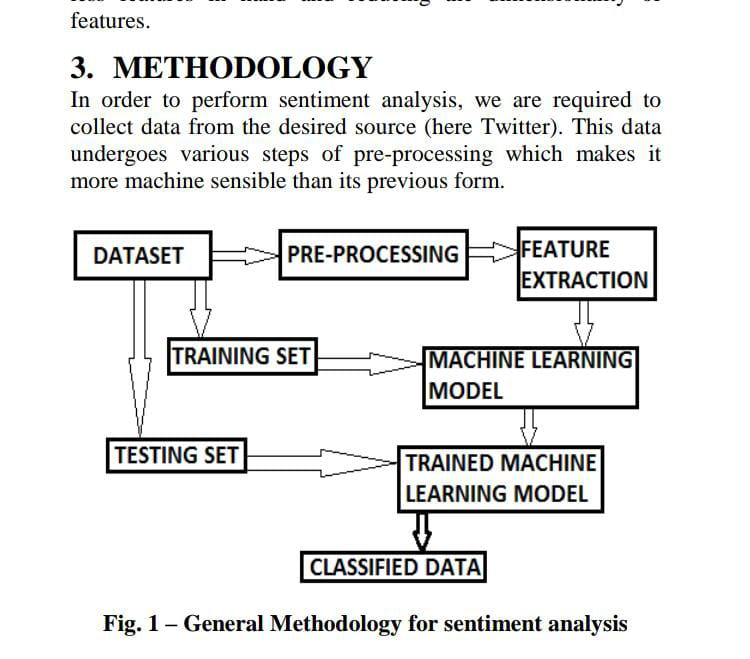 features.
3. METHODOLOGY
In order to perform sentiment analysis, we are required to
collect data from the desired source (here Twitter). This data
undergoes various steps of pre-processing which makes it
more machine sensible than its previous form.
DATASET
PRE-PROCESSING
FEATURE
EXTRACTION
TRAINING SET
MACHINE LEARNING
MODEL
TESTING SET
TRAINED MACHINE
LEARNING MODEL
CLASSIFIED DATA
Fig. 1 – General Methodology for sentiment analysis